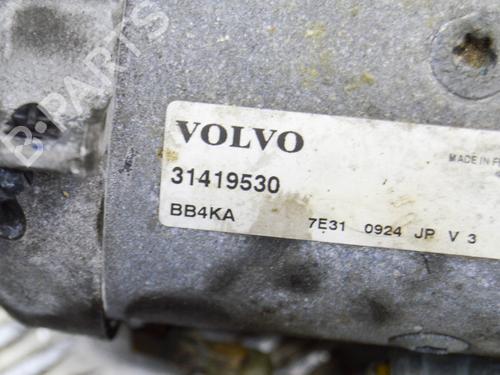 B-PARTS
VOLVO
MADE IN
31419530
BB4KA 7E31 0924 JP V 3